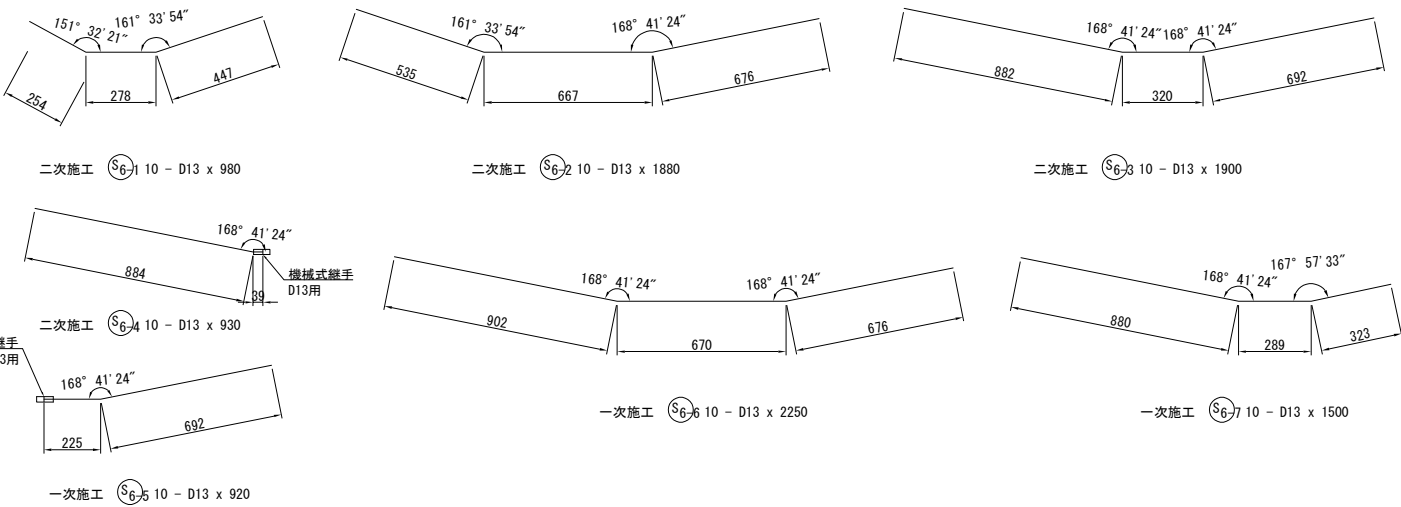 151° 32′21″
161° 33′54″
254
278
447
二次施工 S6-1 10 - D13 x 980
161° 33′54″
168° 41′24″
535
667
676
二次施工 S6-2 10 - D13 x 1880
168° 41′24″
168° 41′24″
882
320
692
二次施工 S6-3 10 - D13 x 1900
168° 41′24″
884
39
機械式継手
D13用
二次施工 S6-4 10 - D13 x 930
168° 41′24″
168° 41′24″
902
670
676
一次施工 S6-6 10 - D13 x 2250
168° 41′24″
167° 57′33″
880
289
323
一次施工 S6-7 10 - D13 x 1500
継手
3用
168° 41′24″
225
692
一次施工 S6-5 10 - D13 x 920